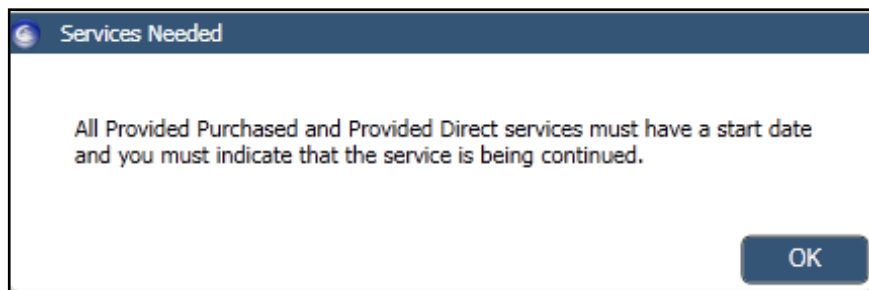 Services Needed
All Provided Purchased and Provided Direct services must have a start date
and you must indicate that the service is being continued.
OK